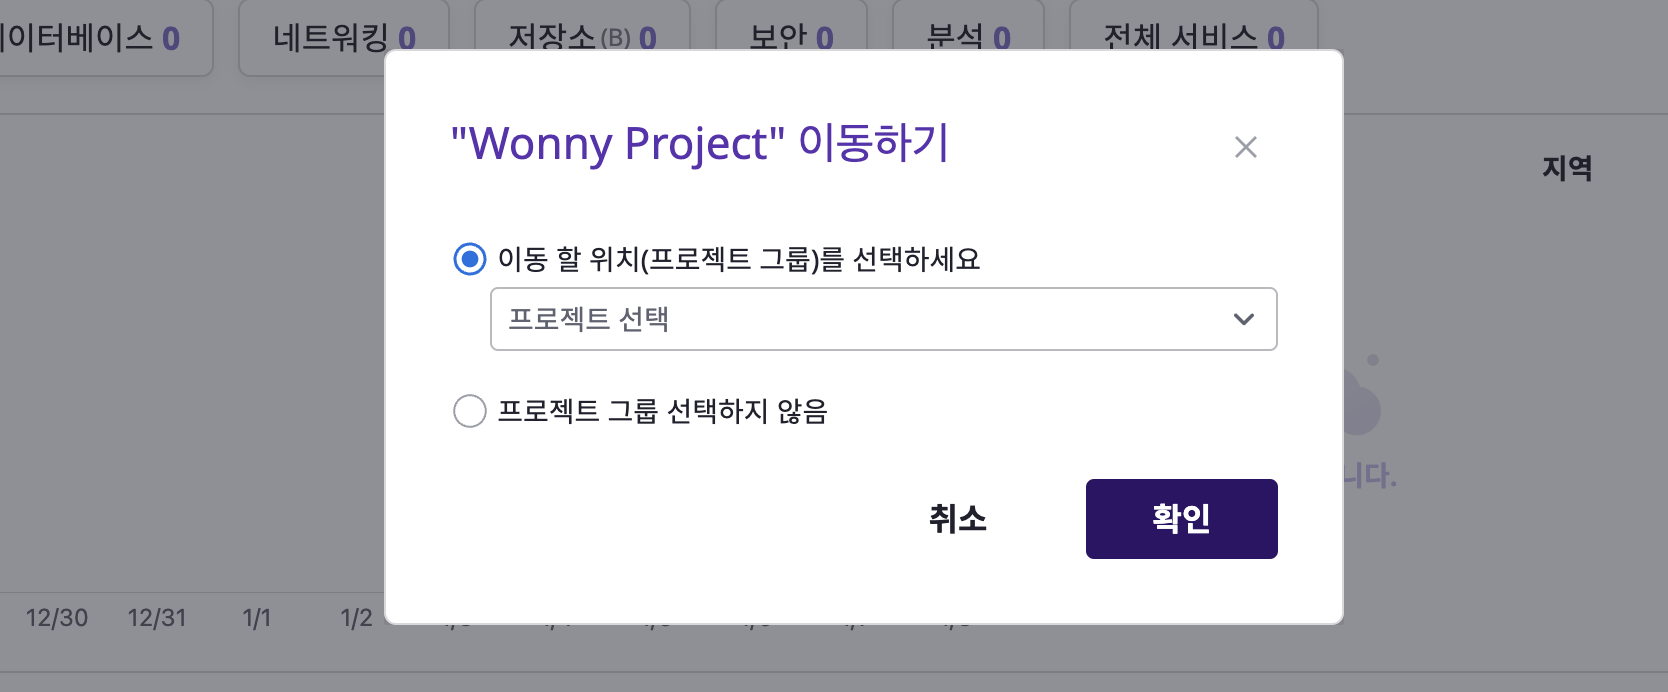 이터베이스 0
네트워킹 0
저장소(B) 0
보안 0
분석 0
전체 서비스 0
"Wonny Project" 이동하기
지역
이동 할 위치(프로젝트 그룹)를 선택하세요
프로젝트 선택
프로젝트 그룹 선택하지 않음
니다.
취소
확인
12/30
12/31
1/1
1/2